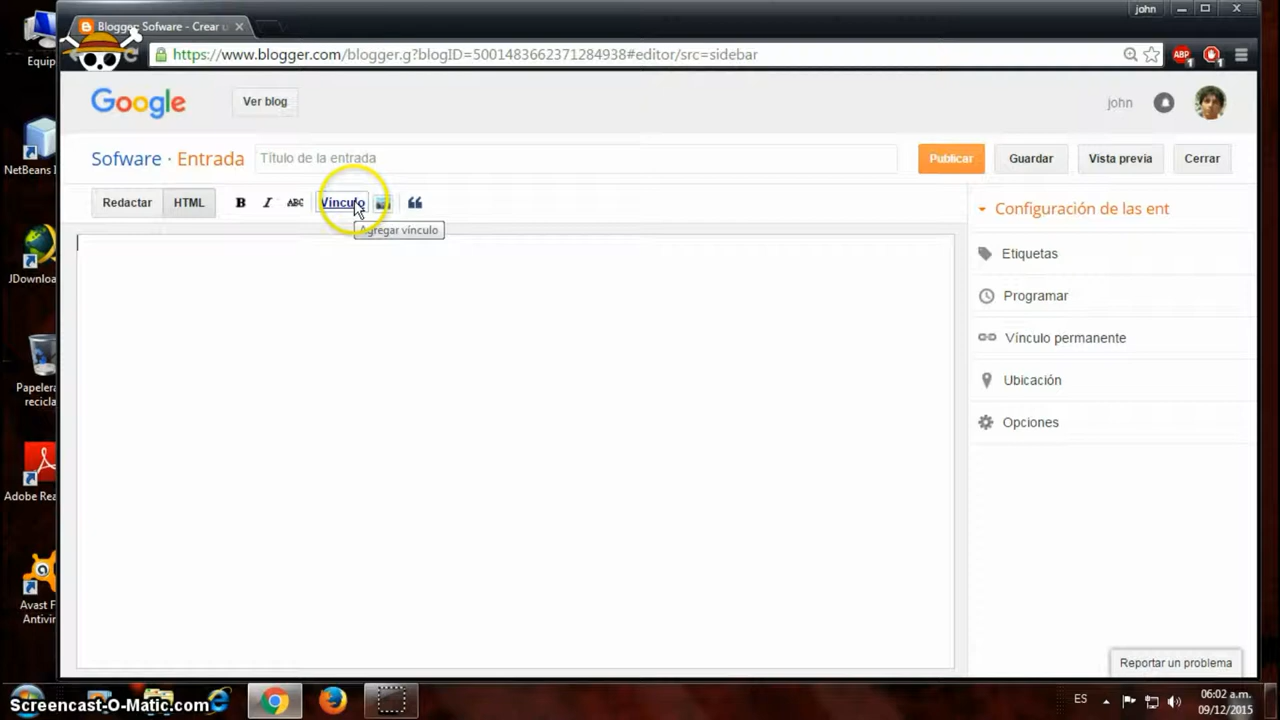 john
Blogger: Sofware - Crear u
https://www.blogger.com/blogger.g?blogID=5001483662371284938#editor/src=sidebar
ABP
1
1
Google
Ver blog
john
Sofware · Entrada
Título de la entrada
Publicar
Guardar
Vista previa
Cerrar
Redactar
HTML
B
I
ABC
Vínculo
Agregar vínculo
Configuración de las ent
Etiquetas
Programar
Vínculo permanente
Ubicación
Opciones
Reportar un problema
Equip
NetBeans I
JDownloa
Papelera
recicla
Adobe Rea
Avast F
Antivir
ES
06:02 a.m.
09/12/2015
Screencast-O-Matic.com